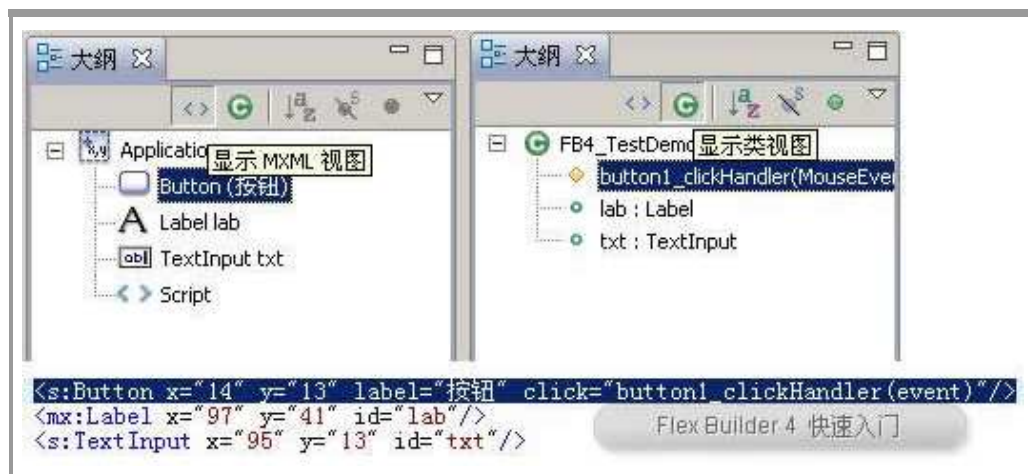 大纲
显示 MXML 视图
Button (按钮)
Label lab
TextInput txt
Script
大纲
FB4_TestDemo
显示类视图
button1_clickHandler(MouseEve
lab : Label
txt : TextInput
<s:Button x="14" y="13" label="按钮" click="button1_clickHandler(event)"/>
<mx:Label x="97" y="41" id="lab"/>
<s:TextInput x="95" y="13" id="txt"/>
Flex Builder 4 快速入门